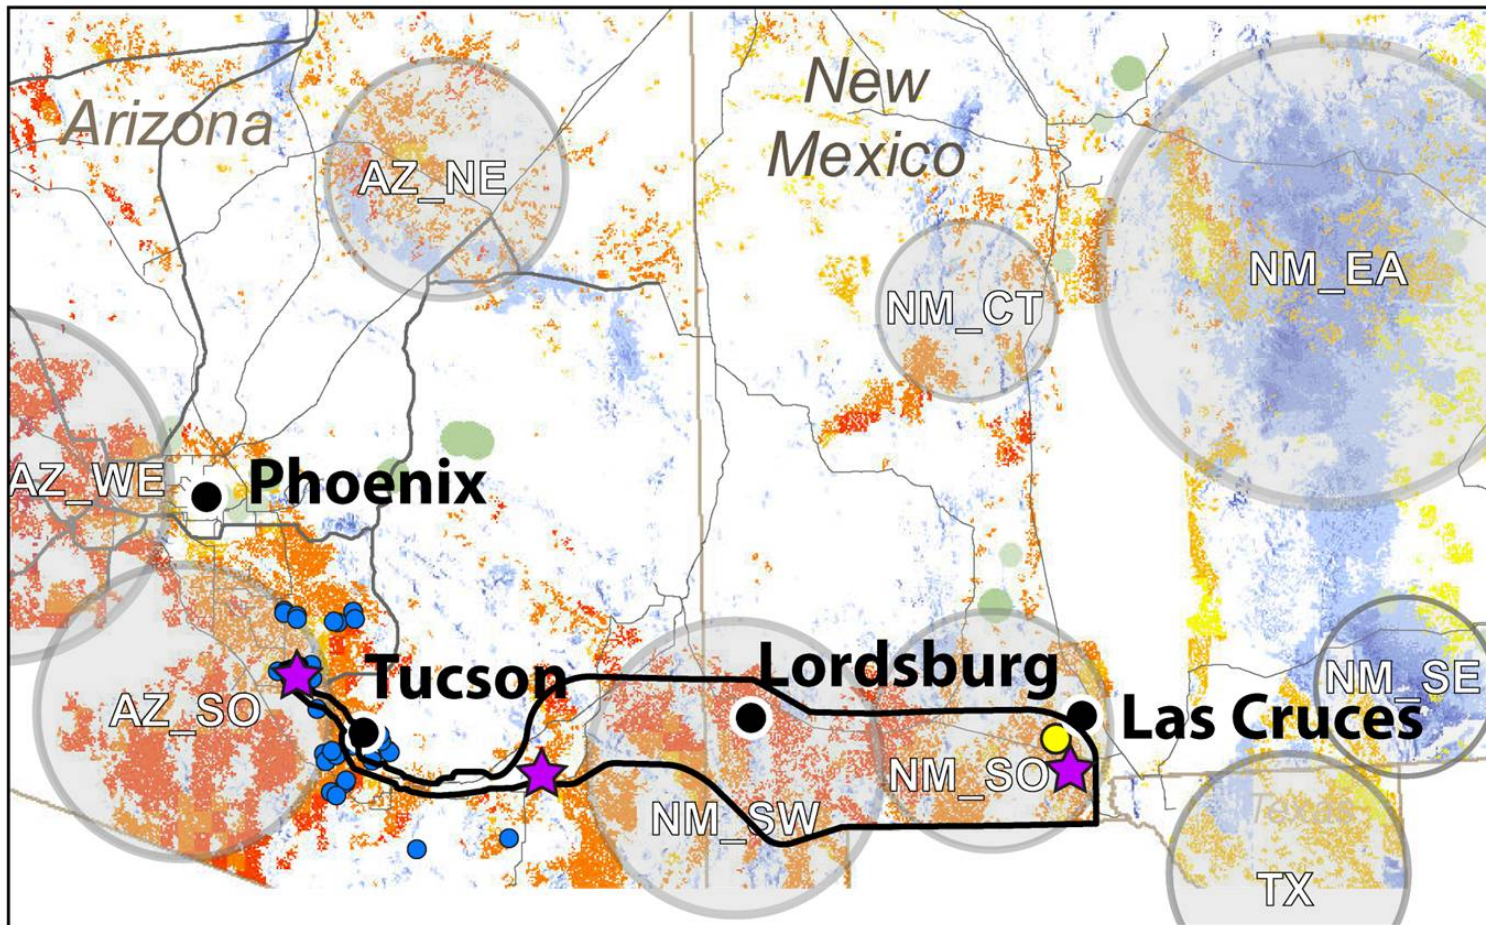 New
Mexico
Arizona
AZ_NE
NM_EA
NM_CT
AZ_WE
Phoenix
Tucson
Lordsburg
NM_SE
AZ_SO
Las Cruces
NM_SO
NM_SW
Texas
TX